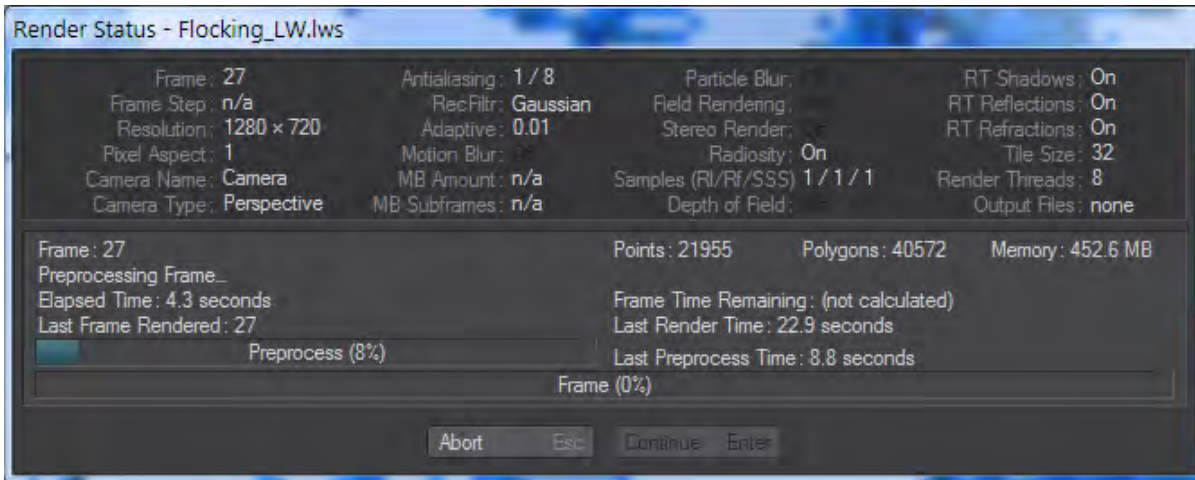 Render Status - Flocking_LW.lws
Frame: 27
Frame Step: n/a
Resolution: 1280 × 720
Pixel Aspect: 1
Camera Name: Camera
Camera Type: Perspective
Antialiasing: 1 / 8
RecFiltr: Gaussian
Adaptive: 0.01
Motion Blur:
MB Amount: n/a
MB Subframes: n/a
Particle Blur:
Field Rendering:
Stereo Render:
Radiosity: On
Samples (Rl/Rf/SSS) 1 / 1 / 1
Depth of Field:
RT Shadows: On
RT Reflections: On
RT Refractions: On
Tile Size: 32
Render Threads: 8
Output Files: none
Frame: 27
Points: 21955 Polygons: 40572 Memory: 452.6 MB
Preprocessing Frame...
Elapsed Time: 4.3 seconds
Frame Time Remaining: (not calculated)
Last Frame Rendered: 27
Last Render Time: 22.9 seconds
Preprocess (8%)
Last Preprocess Time: 8.8 seconds
Frame (0%)
Abort Esc
Continue Enter